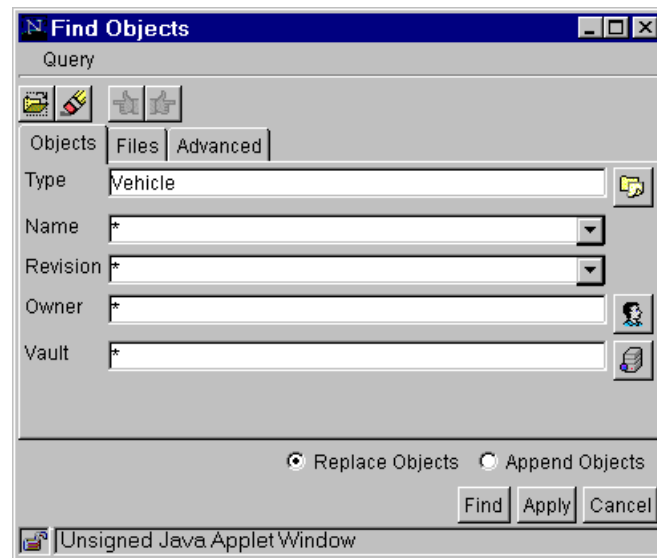 Find Objects
Query
Objects Files Advanced
Type Vehicle
Name *
Revision *
Owner *
Vault *
Replace Objects Append Objects
Find Apply Cancel
Unsigned Java Applet Window